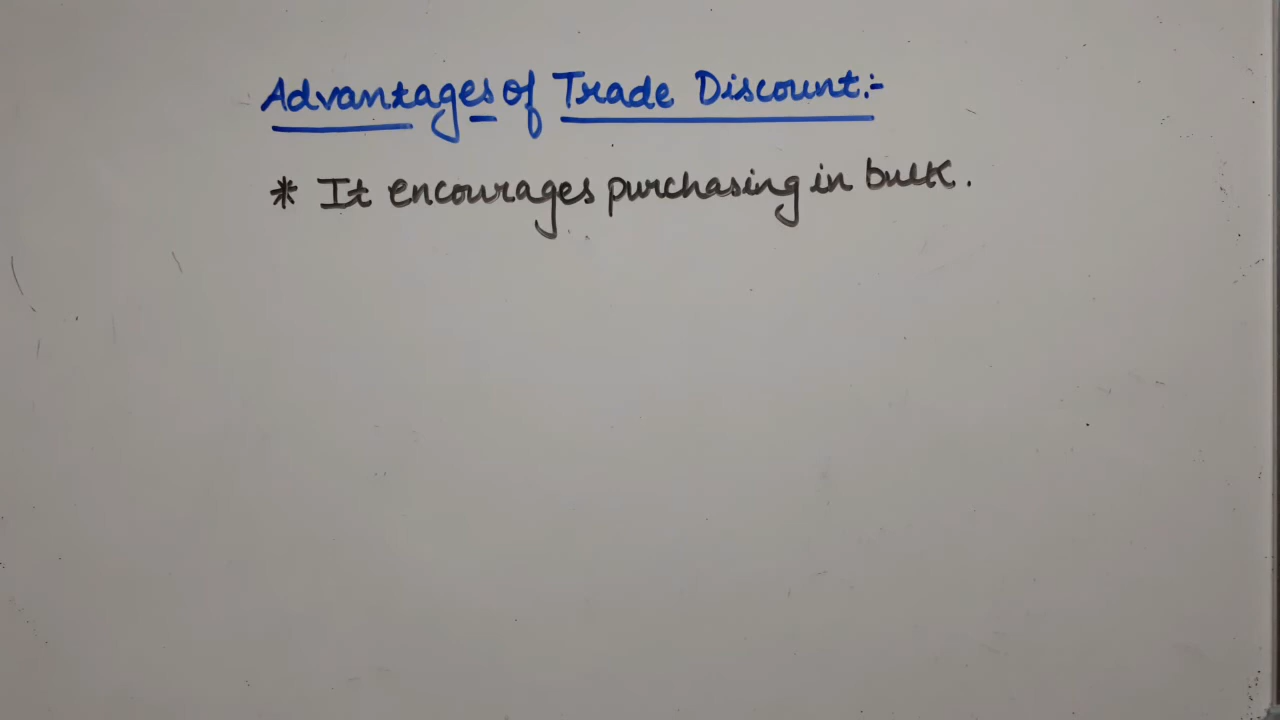 Advantages of Trade Discount:-
* It encourages purchasing in bulk.